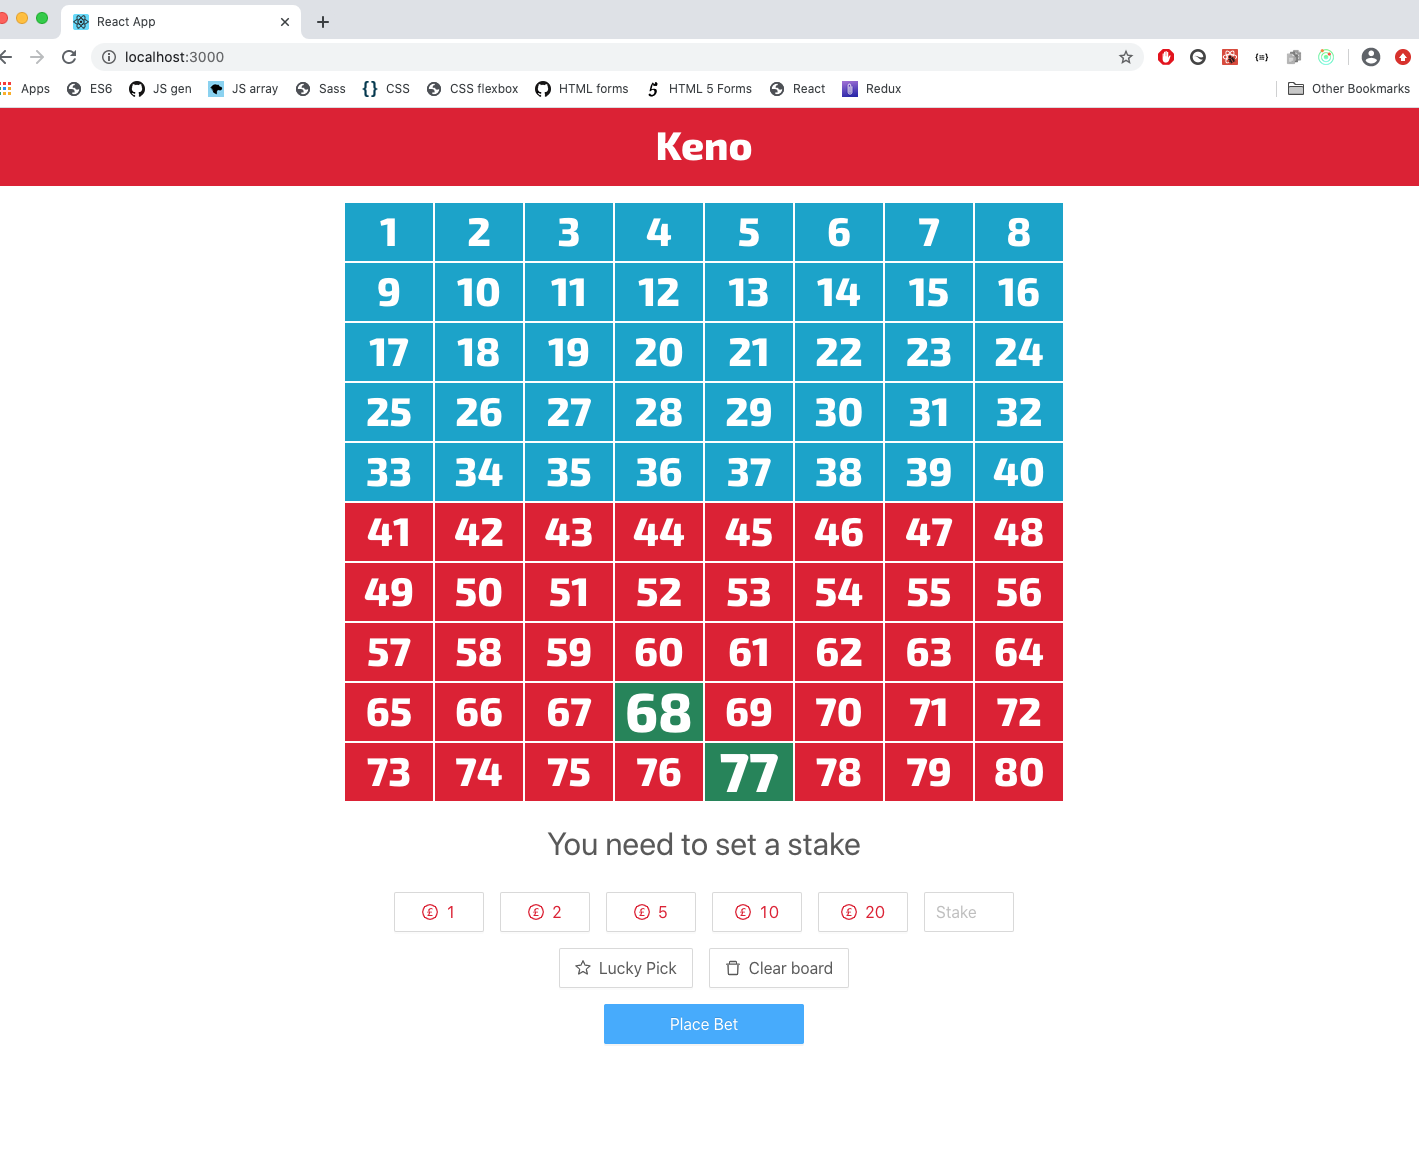 React App
localhost:3000
Apps ES6 JS gen JS array Sass CSS CSS flexbox HTML forms HTML 5 Forms React Redux Other Bookmarks
Keno
1 2 3 4 5 6 7 8
9 10 11 12 13 14 15 16
17 18 19 20 21 22 23 24
25 26 27 28 29 30 31 32
33 34 35 36 37 38 39 40
41 42 43 44 45 46 47 48
49 50 51 52 53 54 55 56
57 58 59 60 61 62 63 64
65 66 67 68 69 70 71 72
73 74 75 76 77 78 79 80
You need to set a stake
£ 1 £ 2 £ 5 £ 10 £ 20 Stake
Lucky Pick Clear board
Place Bet